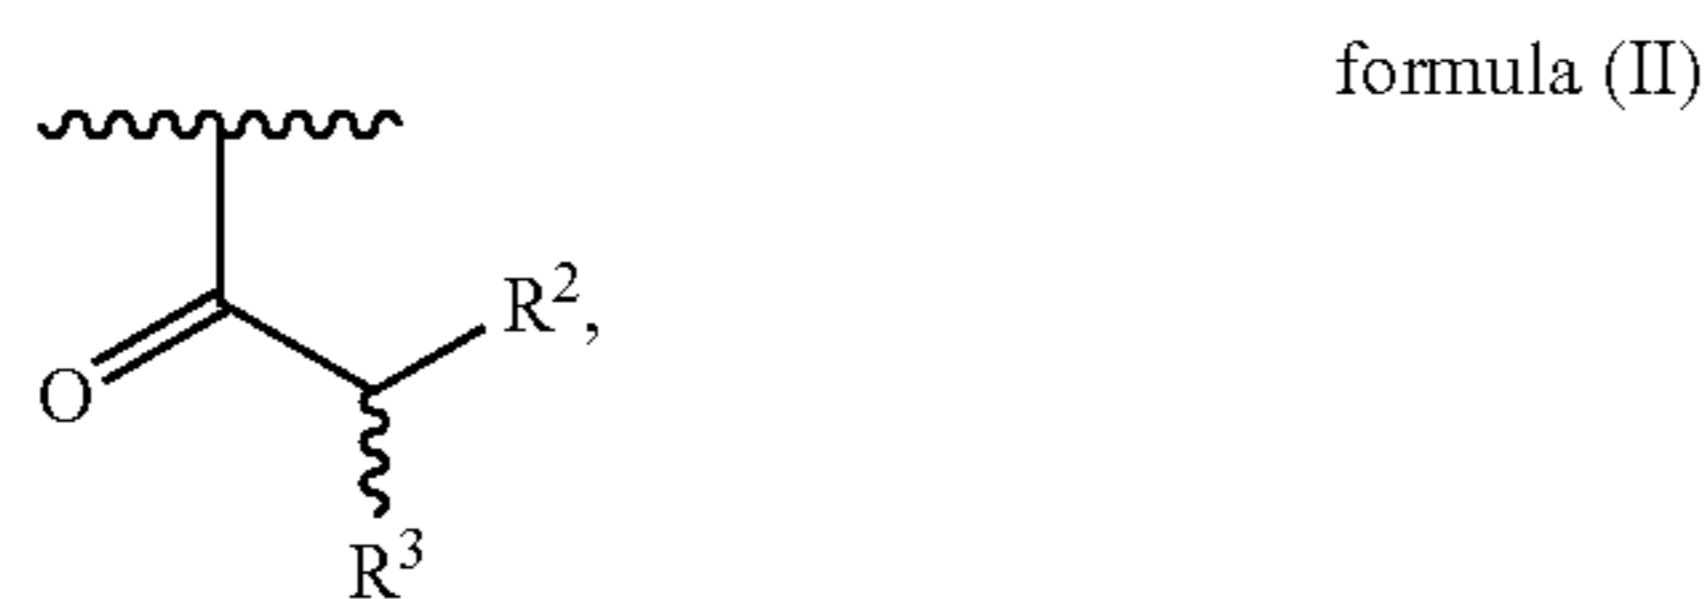 formula (II)
R²,
O
R³